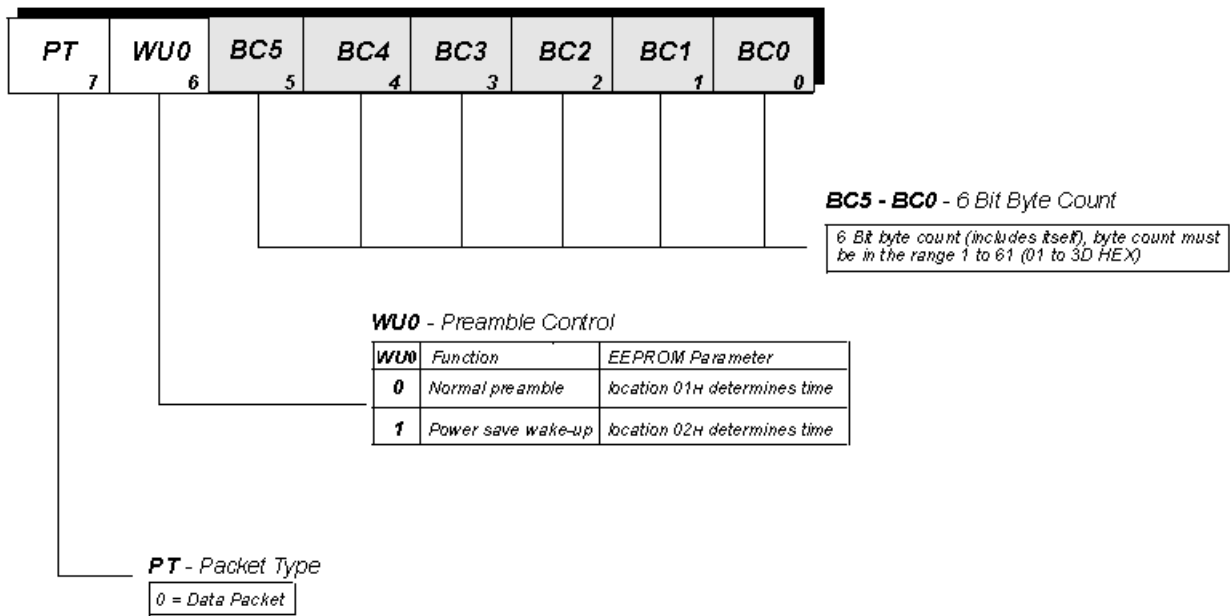 PT WU0 BC5 BC4 BC3 BC2 BC1 BC0
7 6 5 4 3 2 1 0
BC5 - BC0 - 6 Bit Byte Count
6 Bit byte count (includes itself), byte count must
be in the range 1 to 61 (01 to 3D HEX)
WU0 - Preamble Control
WU0 Function EEPROM Parameter
0 Normal preamble location 01H determines time
1 Power save wake-up location 02H determines time
PT - Packet Type
0 = Data Packet